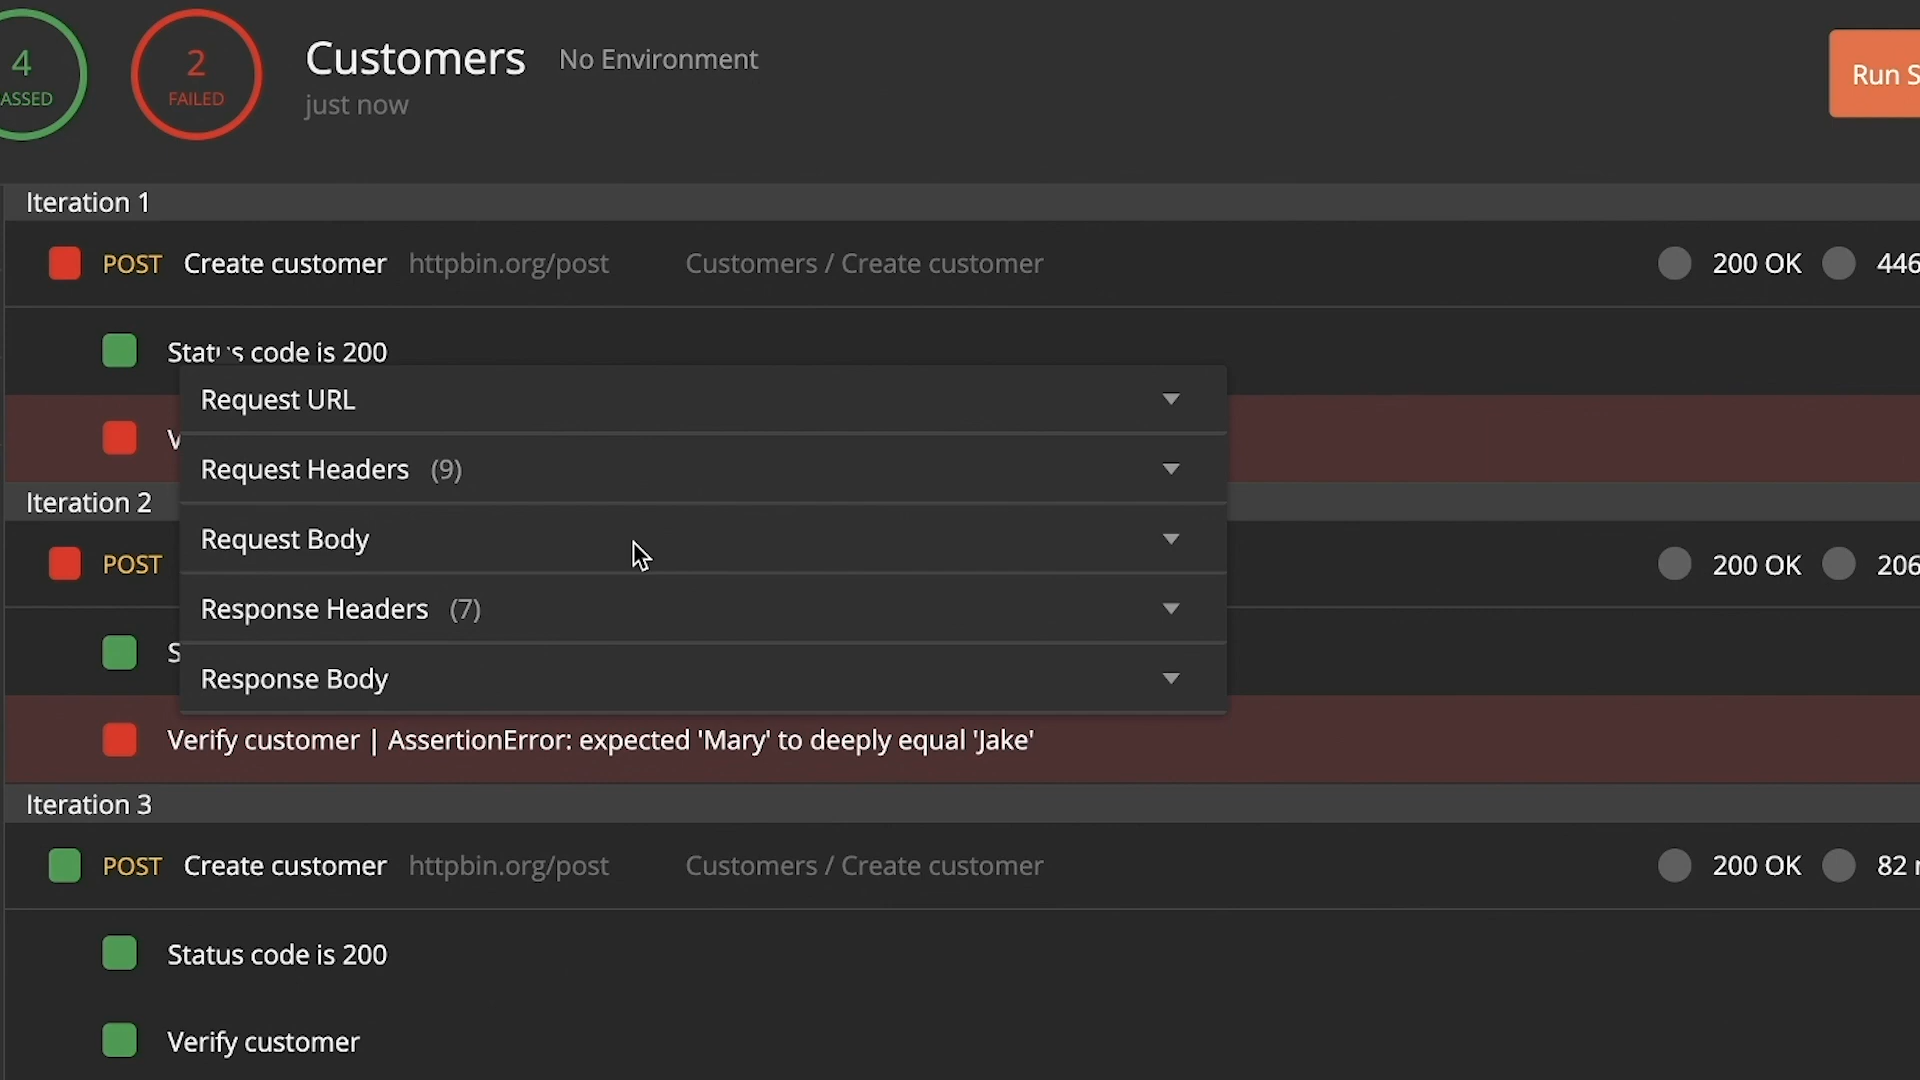 4
ASSED
2
FAILED
Customers No Environment
just now
Run S
Iteration 1
POST Create customer httpbin.org/post Customers / Create customer 200 OK 446
Status code is 200
Request URL
V
Request Headers (9)
Iteration 2
Request Body
POST 200 OK 206
Response Headers (7)
S
Response Body
Verify customer | AssertionError: expected 'Mary' to deeply equal 'Jake'
Iteration 3
POST Create customer httpbin.org/post Customers / Create customer 200 OK 82
Status code is 200
Verify customer